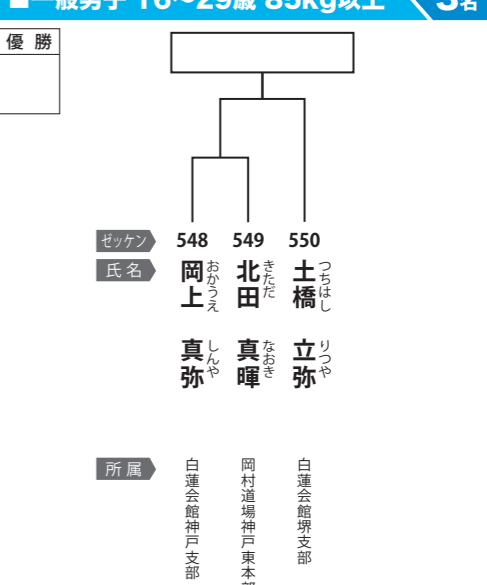 ■一般男子 16〜29歳 85kg以上 3名
優勝
ゼッケン 548 549 550
氏名
岡上 真弥
おかうえ しんや
北田 真暉
きただ なおき
土橋 立弥
つちはし りつや
所属
白蓮会館神戸支部
岡村道場神戸東本部
白蓮会館堺支部